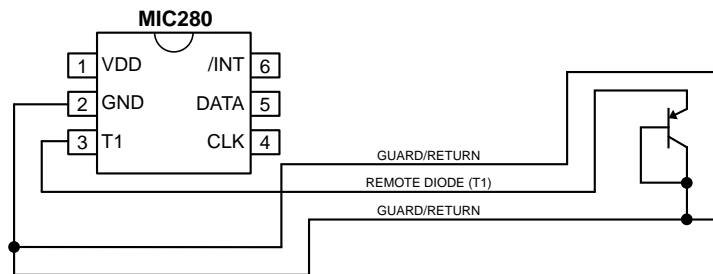 MIC280
1 VDD /INT 6
2 GND DATA 5
3 T1 CLK 4
GUARD/RETURN
REMOTE DIODE (T1)
GUARD/RETURN